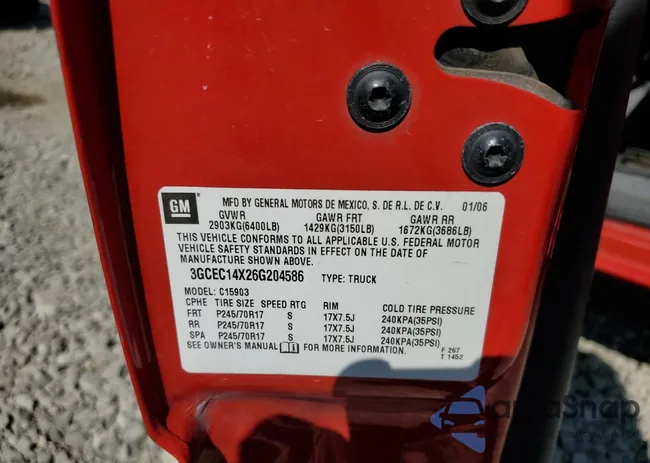 GM
MFD BY GENERAL MOTORS DE MEXICO, S. DE R.L. DE C.V. 01/06
GVWR GAWR FRT GAWR RR
2903KG(6400LB) 1429KG(3150LB) 1672KG(3686LB)
THIS VEHICLE CONFORMS TO ALL APPLICABLE U.S. FEDERAL MOTOR
VEHICLE SAFETY STANDARDS IN EFFECT ON THE DATE OF
MANUFACTURE SHOWN ABOVE.
3GCEC14X26G204586 TYPE: TRUCK
MODEL: C15903
CPHE TIRE SIZE SPEED RTG RIM COLD TIRE PRESSURE
FRT P245/70R17 S 17X7.5J 240KPA(35PSI)
RR P245/70R17 S 17X7.5J 240KPA(35PSI)
SPA P245/70R17 S 17X7.5J 240KPA(35PSI)
SEE OWNER'S MANUAL FOR MORE INFORMATION.
F 267
T 1452